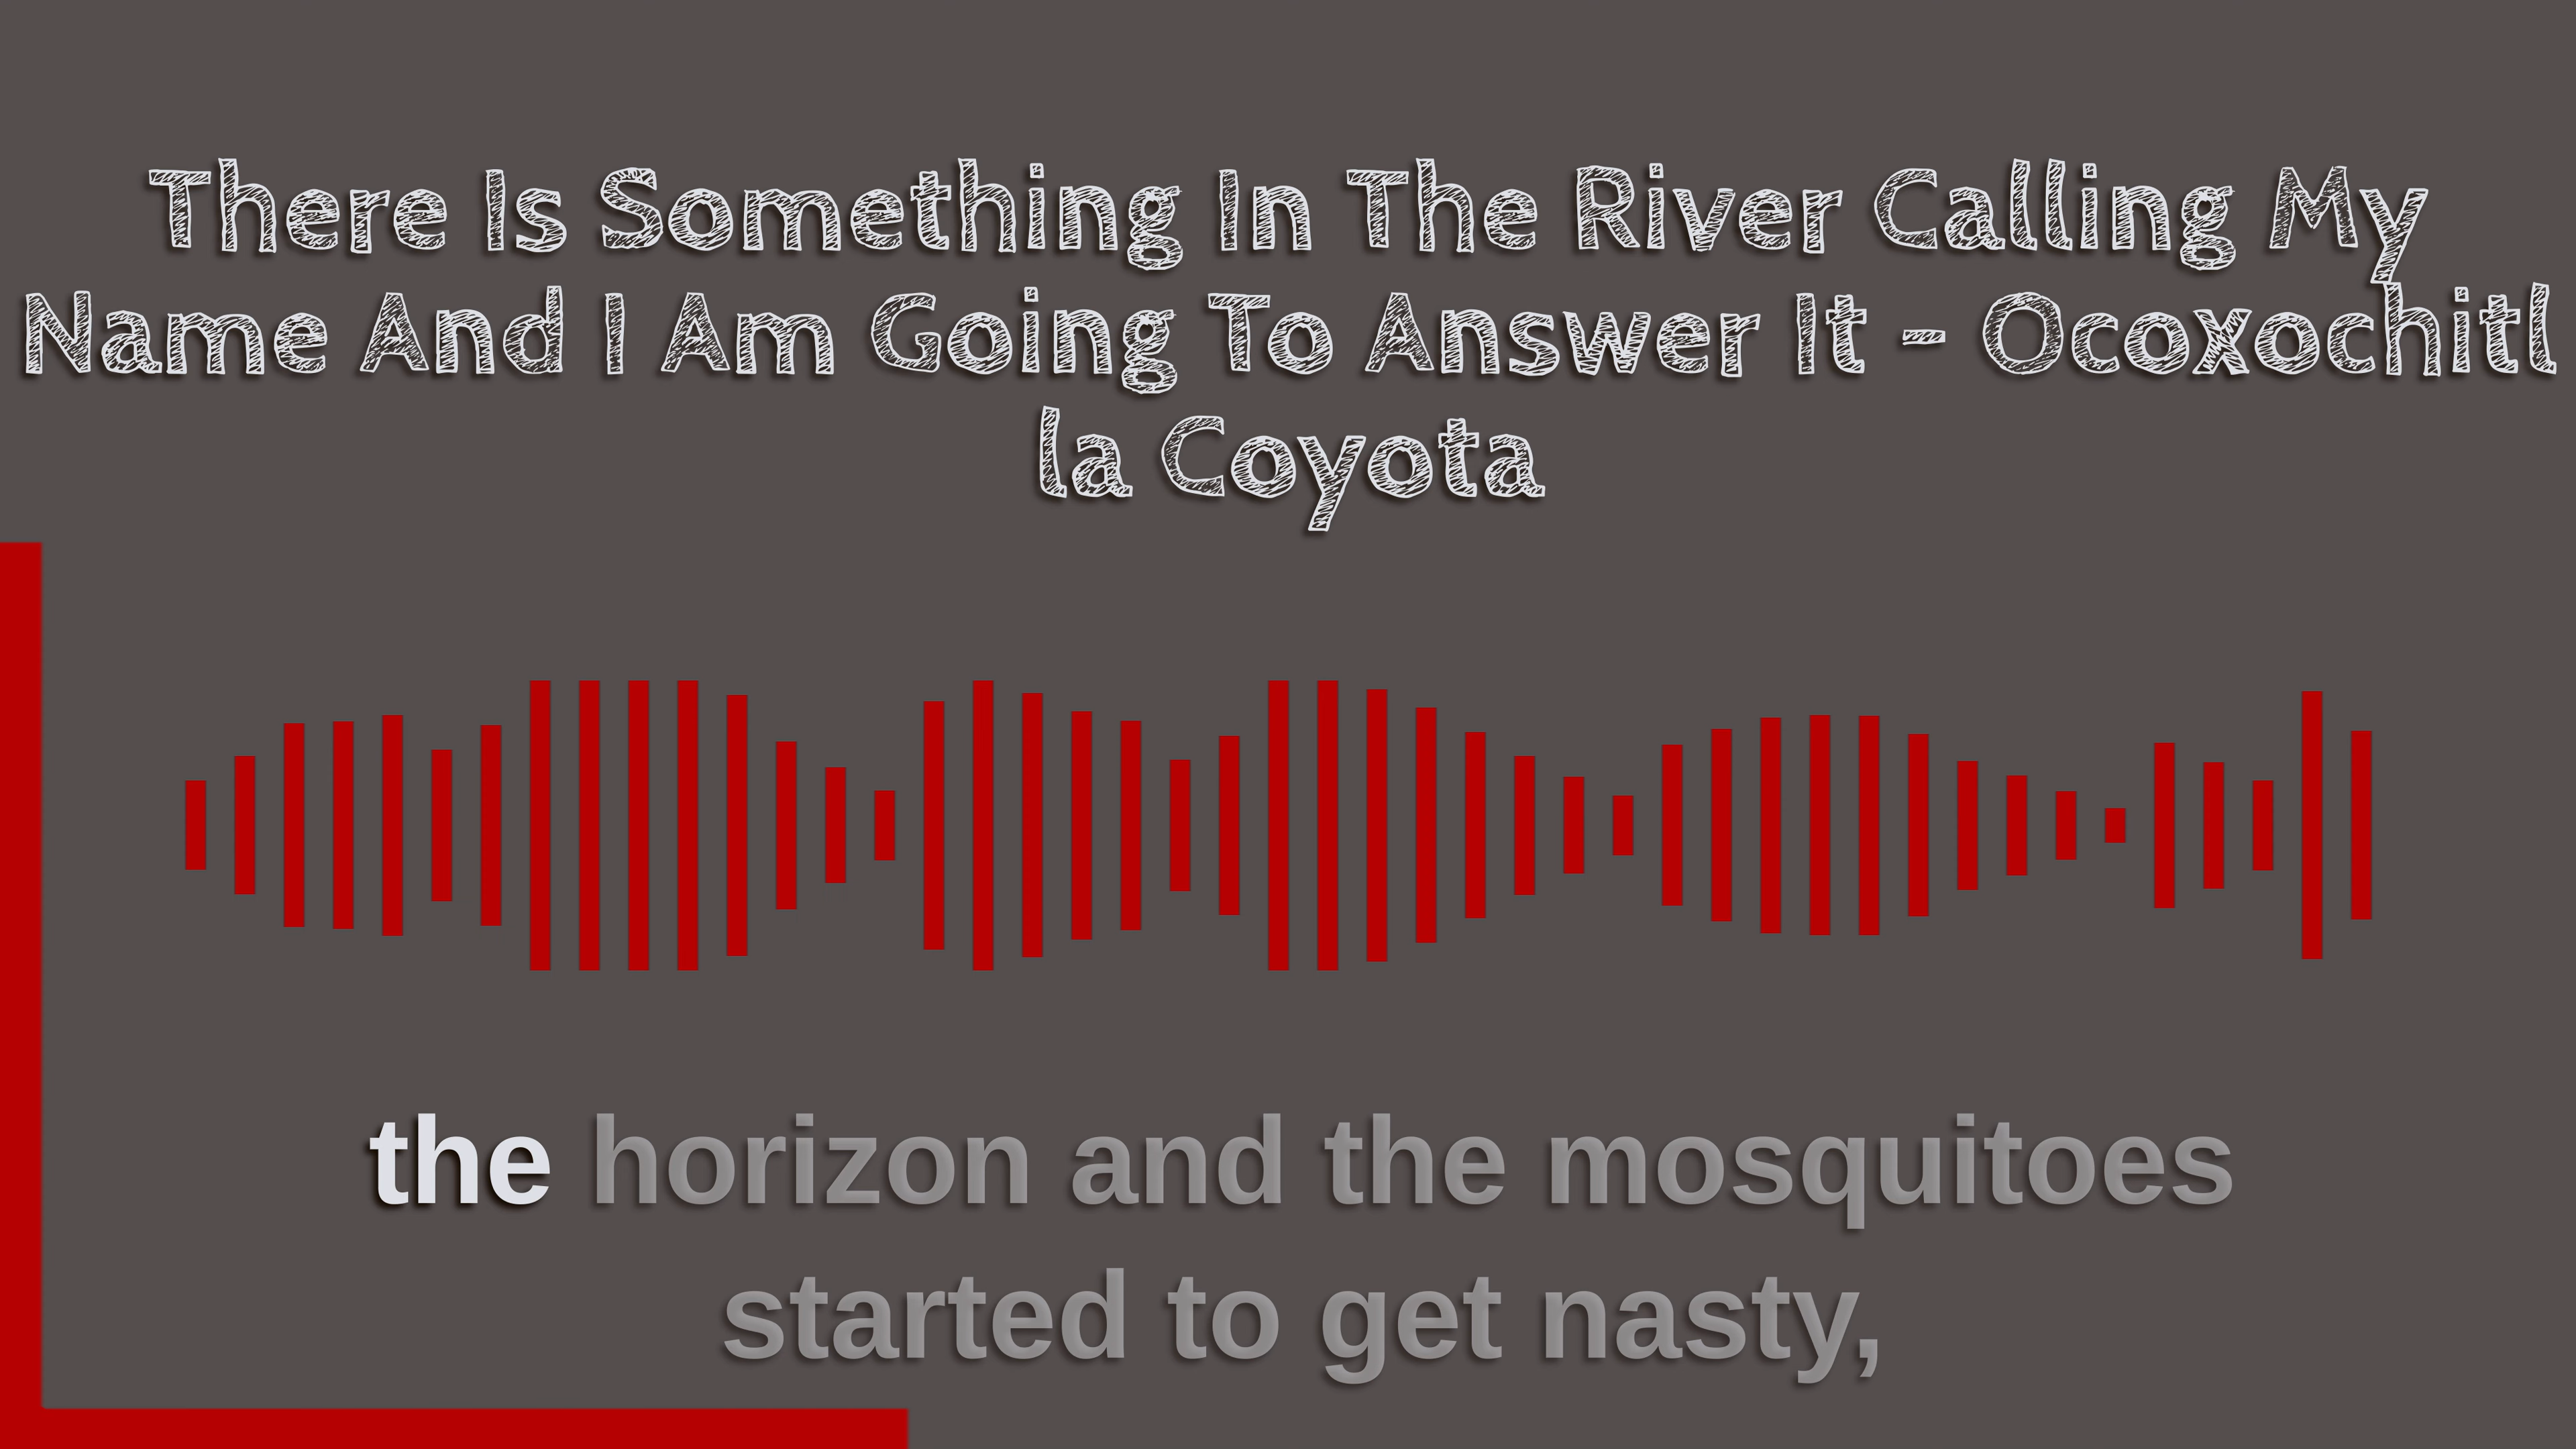 There Is Something In The River Calling My
Name And I Am Going To Answer It - Ocoxochitl
la Coyota
the horizon and the mosquitoes
started to get nasty,